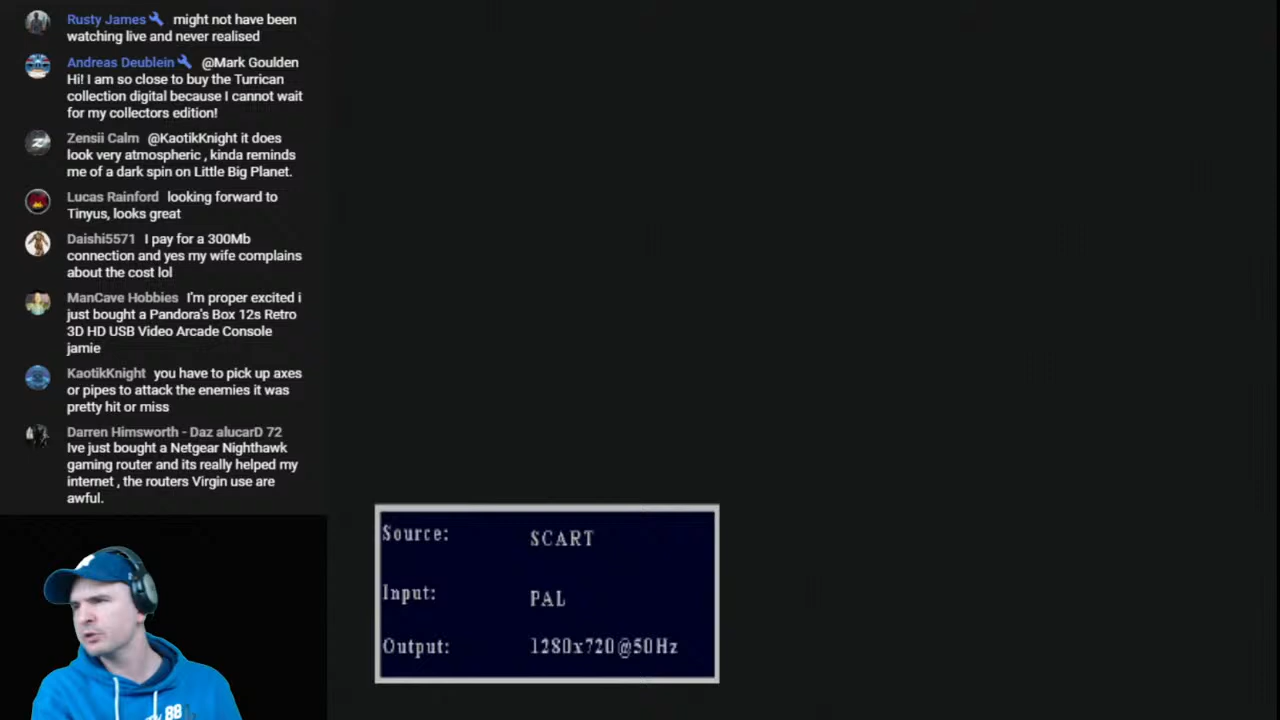 Rusty James might not have been
watching live and never realised
Andreas Deublein @Mark Goulden
Hi! I am so close to buy the Turrican
collection digital because I cannot wait
for my collectors edition!
Zensii Calm @KaotikKnight it does
look very atmospheric , kinda reminds
me of a dark spin on Little Big Planet.
Lucas Rainford looking forward to
Tinyus, looks great
Daishi5571 I pay for a 300Mb
connection and yes my wife complains
about the cost lol
ManCave Hobbies I'm proper excited i
just bought a Pandora's Box 12s Retro
3D HD USB Video Arcade Console
jamie
KaotikKnight you have to pick up axes
or pipes to attack the enemies it was
pretty hit or miss
Darren Himsworth - Daz alucarD 72
Ive just bought a Netgear Nighthawk
gaming router and its really helped my
internet , the routers Virgin use are
awful.
Source: SCART
Input: PAL
Output: 1280x720@50Hz
88